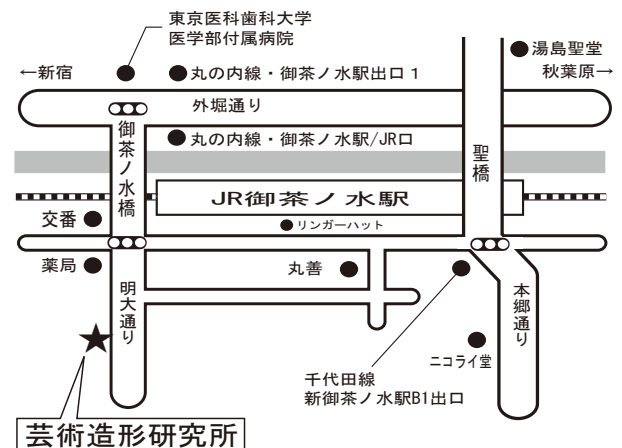 東京医科歯科大学
医学部付属病院
湯島聖堂
←新宿
丸の内線・御茶ノ水駅出口1
秋葉原→
外堀通り
丸の内線・御茶ノ水駅/JR口
御茶ノ水橋
聖橋
JR御茶ノ水駅
交番
リンガーハット
薬局
丸善
明大通り
本郷通り
ニコライ堂
千代田線
新御茶ノ水駅B1出口
芸術造形研究所